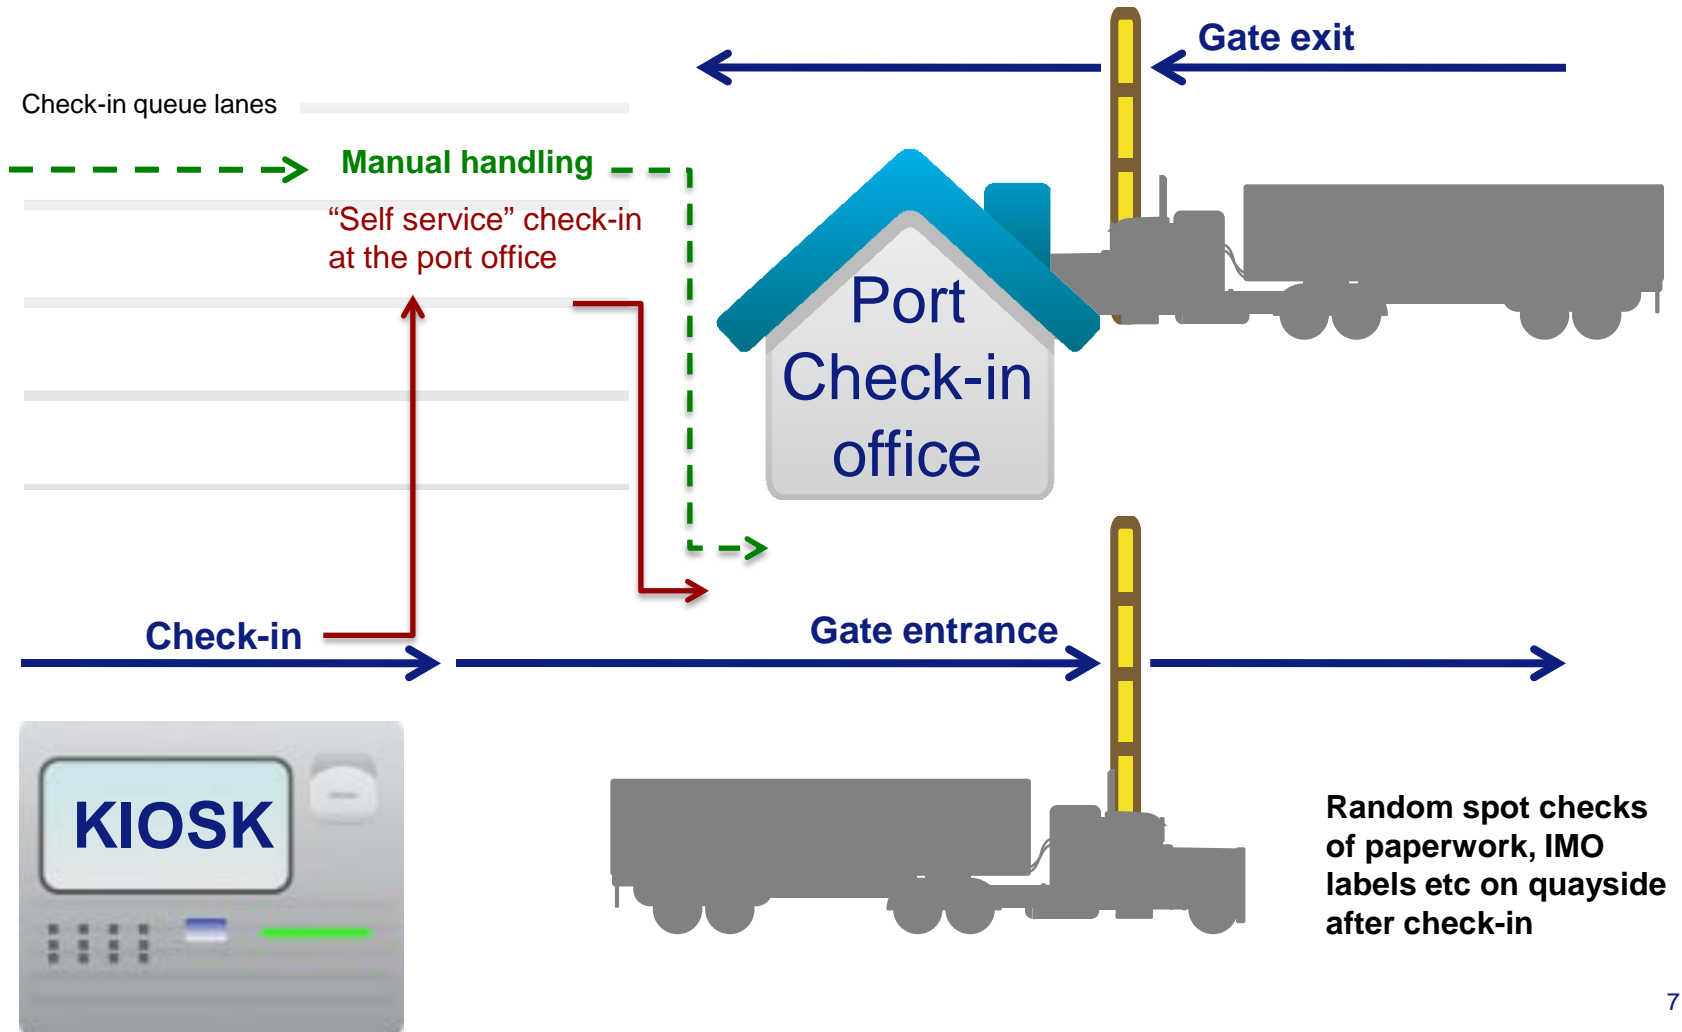 Gate exit
Check-in queue lanes
Manual handling
“Self service” check-in
at the port office
Port
Check-in
office
Check-in
Gate entrance
KIOSK
Random spot checks
of paperwork, IMO
labels etc on quayside
after check-in
7